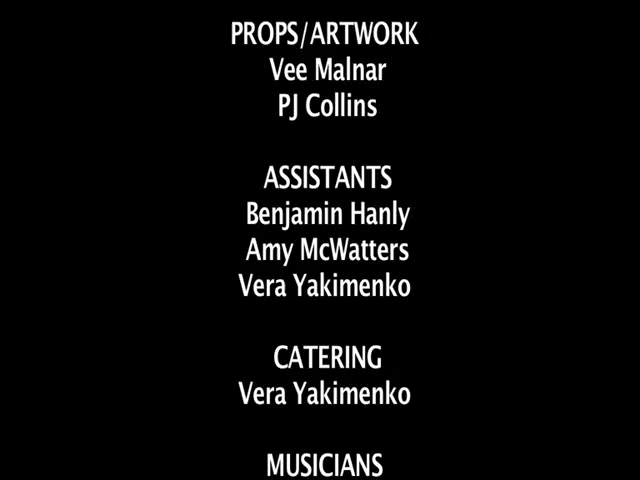 PROPS/ARTWORK
Vee Malnar
PJ Collins
ASSISTANTS
Benjamin Hanly
Amy McWatters
Vera Yakimenko
CATERING
Vera Yakimenko
MUSICIANS